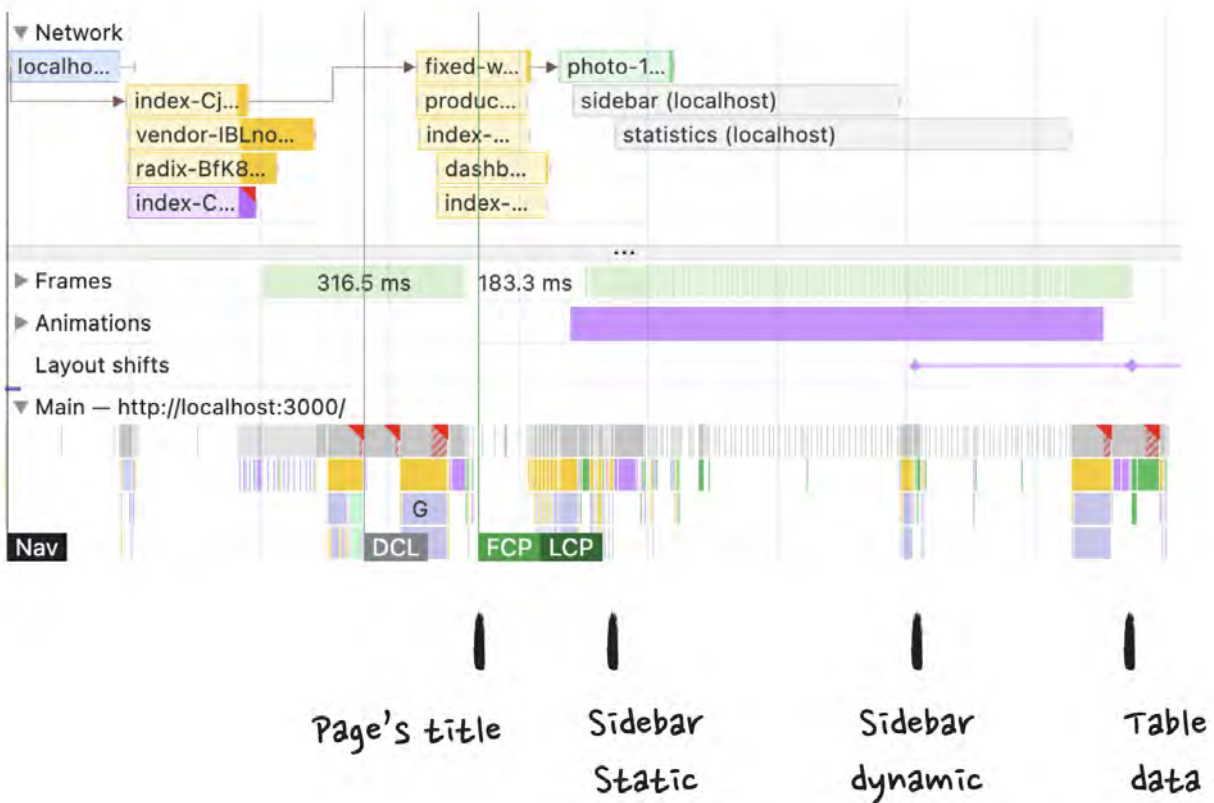 Network
localho...
fixed-w...
photo-1...
index-Cj...
produc...
sidebar (localhost)
vendor-IBLno...
index-...
statistics (localhost)
radix-BfK8...
dashb...
index-C...
index-...
...
Frames
316.5 ms
183.3 ms
Animations
Layout shifts
Main — http://localhost:3000/
G
Nav
DCL
FCP
LCP
Page's title
Sidebar
Static
Sidebar
dynamic
Table
data